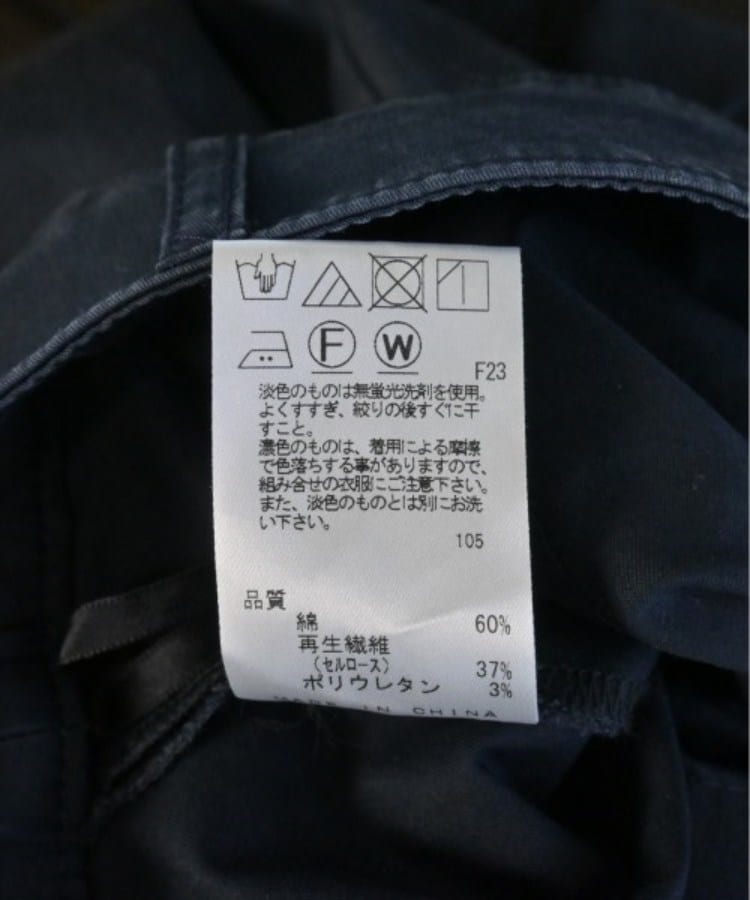 F W
F23
淡色のものは無蛍光洗剤を使用。
よくすすぎ、絞りの後すぐに干
すこと。
濃色のものは、着用による摩擦
で色落ちする事がありますので、
組み合せの衣服にご注意下さい。
また、淡色のものとは別にお洗
い下さい。
105
品質
綿 60%
再生繊維
(セルロース) 37%
ポリウレタン 3%
MADE IN CHINA